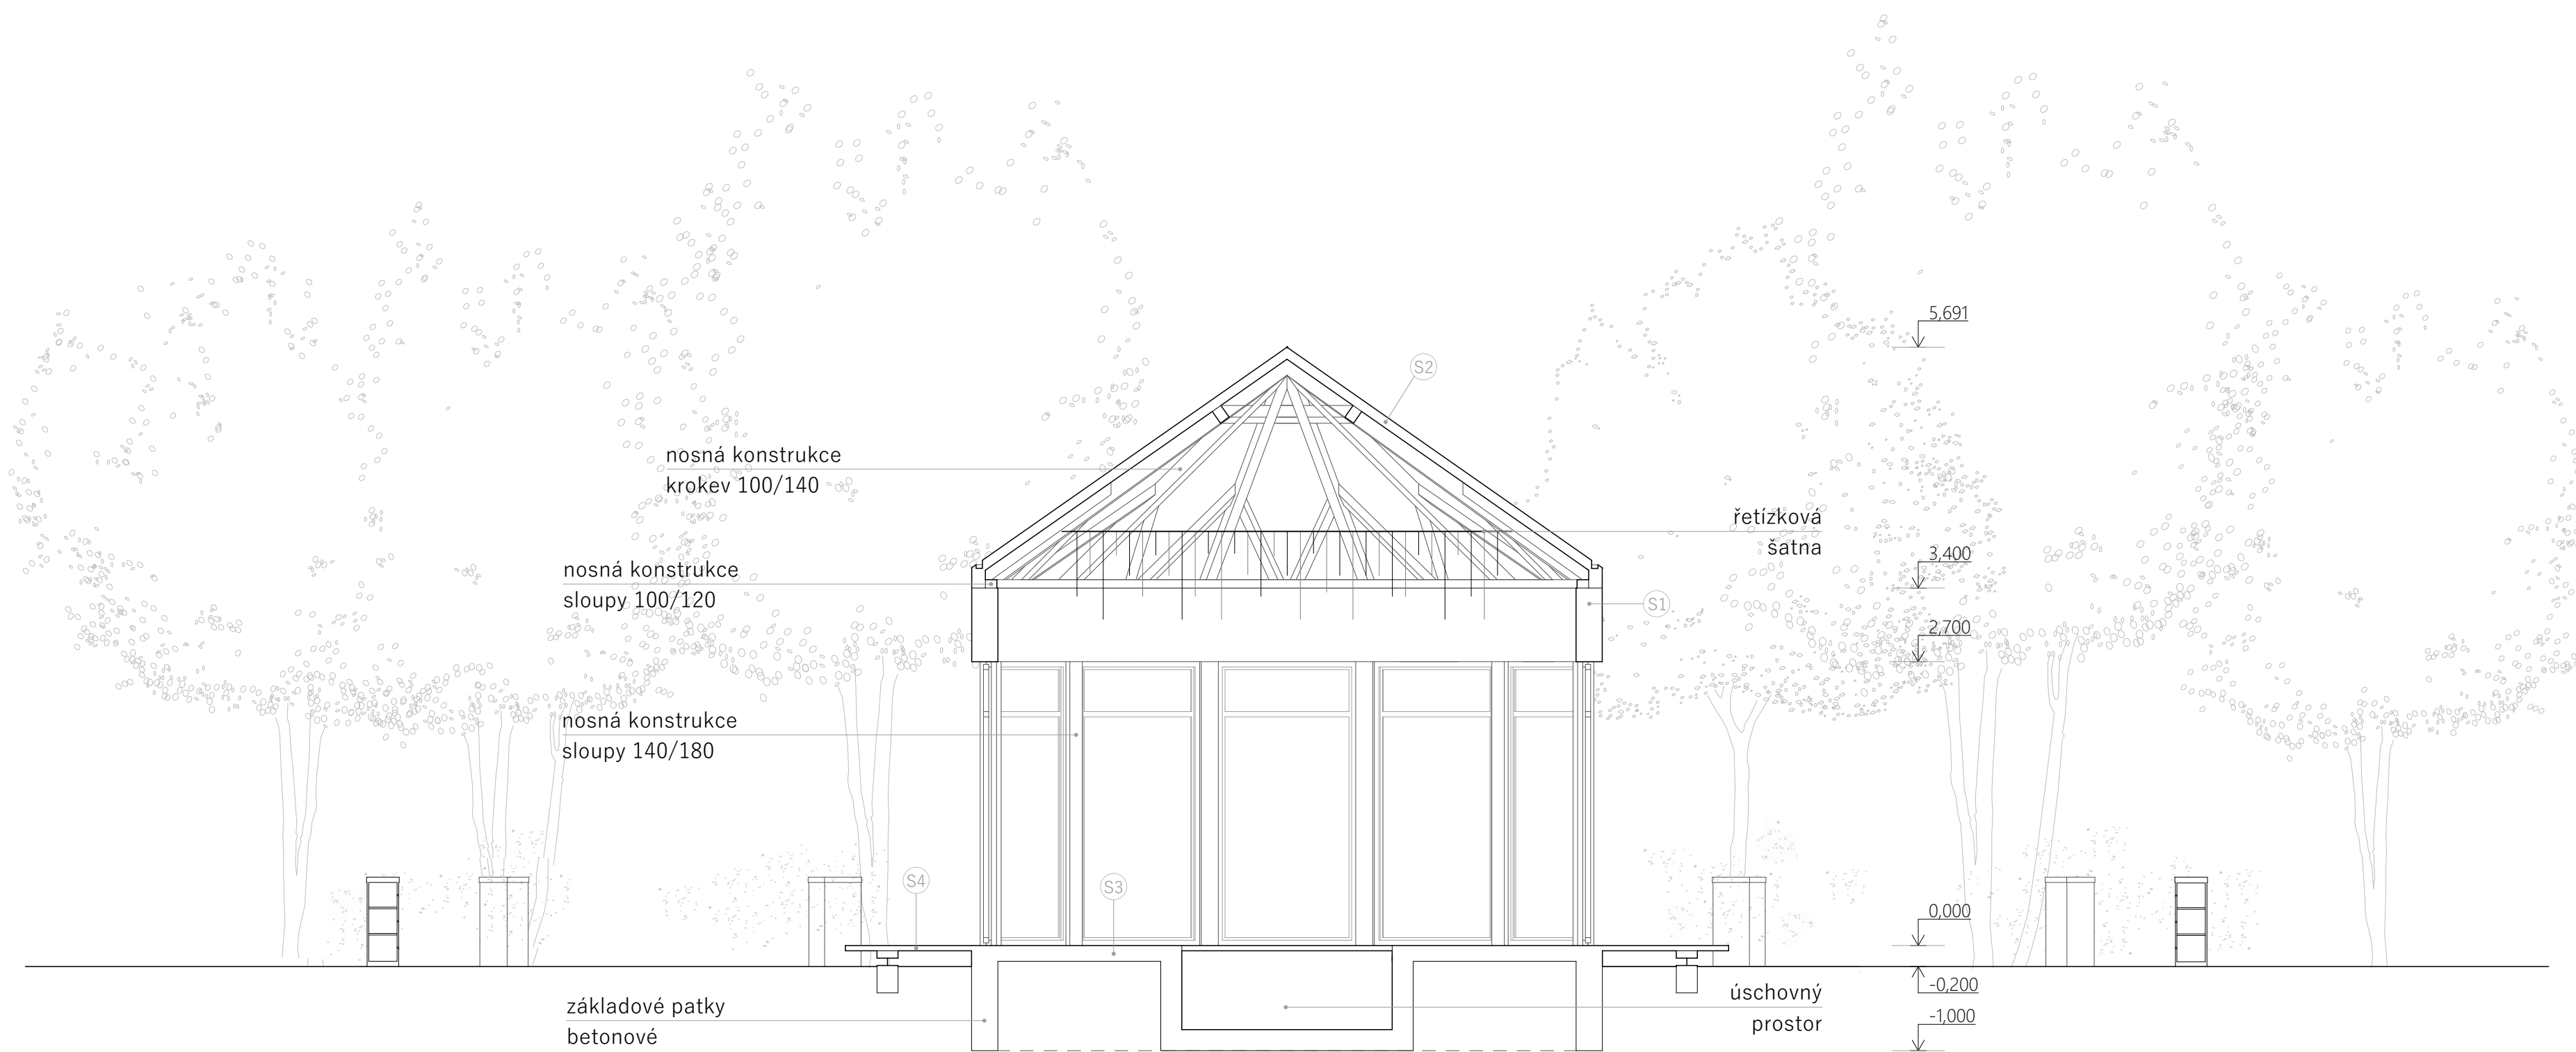 5,691
S2
nosná konstrukce
krokev 100/140
řetízková
šatna
3,400
nosná konstrukce
sloupy 100/120
S1
2,700
nosná konstrukce
sloupy 140/180
S4
S3
0,000
-0,200
základové patky
betonové
úschovný
prostor
-1,000